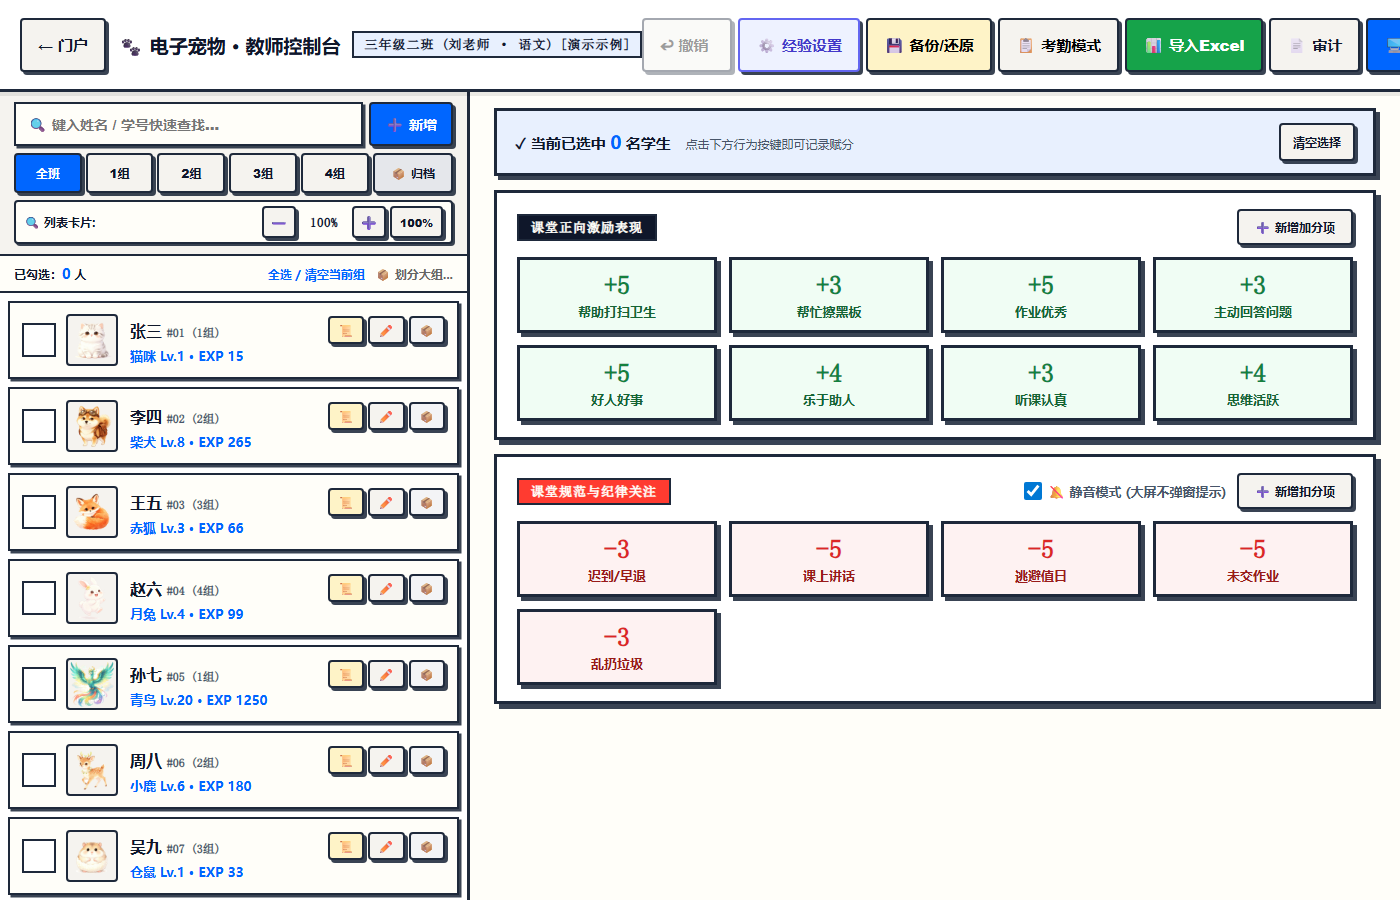 ← 门户
电子宠物 • 教师控制台
三年级二班 (刘老师 • 语文) [演示示例]
↩ 撤销
经验设置
备份/还原
考勤模式
导入Excel
审计
键入姓名 / 学号快速查找...
+ 新增
全班
1组
2组
3组
4组
归档
列表卡片:
−
100%
+
100%
已勾选: 0 人
全选 / 清空当前组
划分大组...
张三 #01 (1组)
猫咪 Lv.1 • EXP 15
李四 #02 (2组)
柴犬 Lv.8 • EXP 265
王五 #03 (3组)
赤狐 Lv.3 • EXP 66
赵六 #04 (4组)
月兔 Lv.4 • EXP 99
孙七 #05 (1组)
青鸟 Lv.20 • EXP 1250
周八 #06 (2组)
小鹿 Lv.6 • EXP 180
吴九 #07 (3组)
仓鼠 Lv.1 • EXP 33
✓ 当前已选中 0 名学生 点击下方行为按键即可记录赋分
清空选择
课堂正向激励表现
+ 新增加分项
+5
帮助打扫卫生
+3
帮忙擦黑板
+5
作业优秀
+3
主动回答问题
+5
好人好事
+4
乐于助人
+3
听课认真
+4
思维活跃
课堂规范与纪律关注
静音模式 (大屏不弹窗提示)
+ 新增扣分项
−3
迟到/早退
−5
课上讲话
−5
逃避值日
−5
未交作业
−3
乱扔垃圾